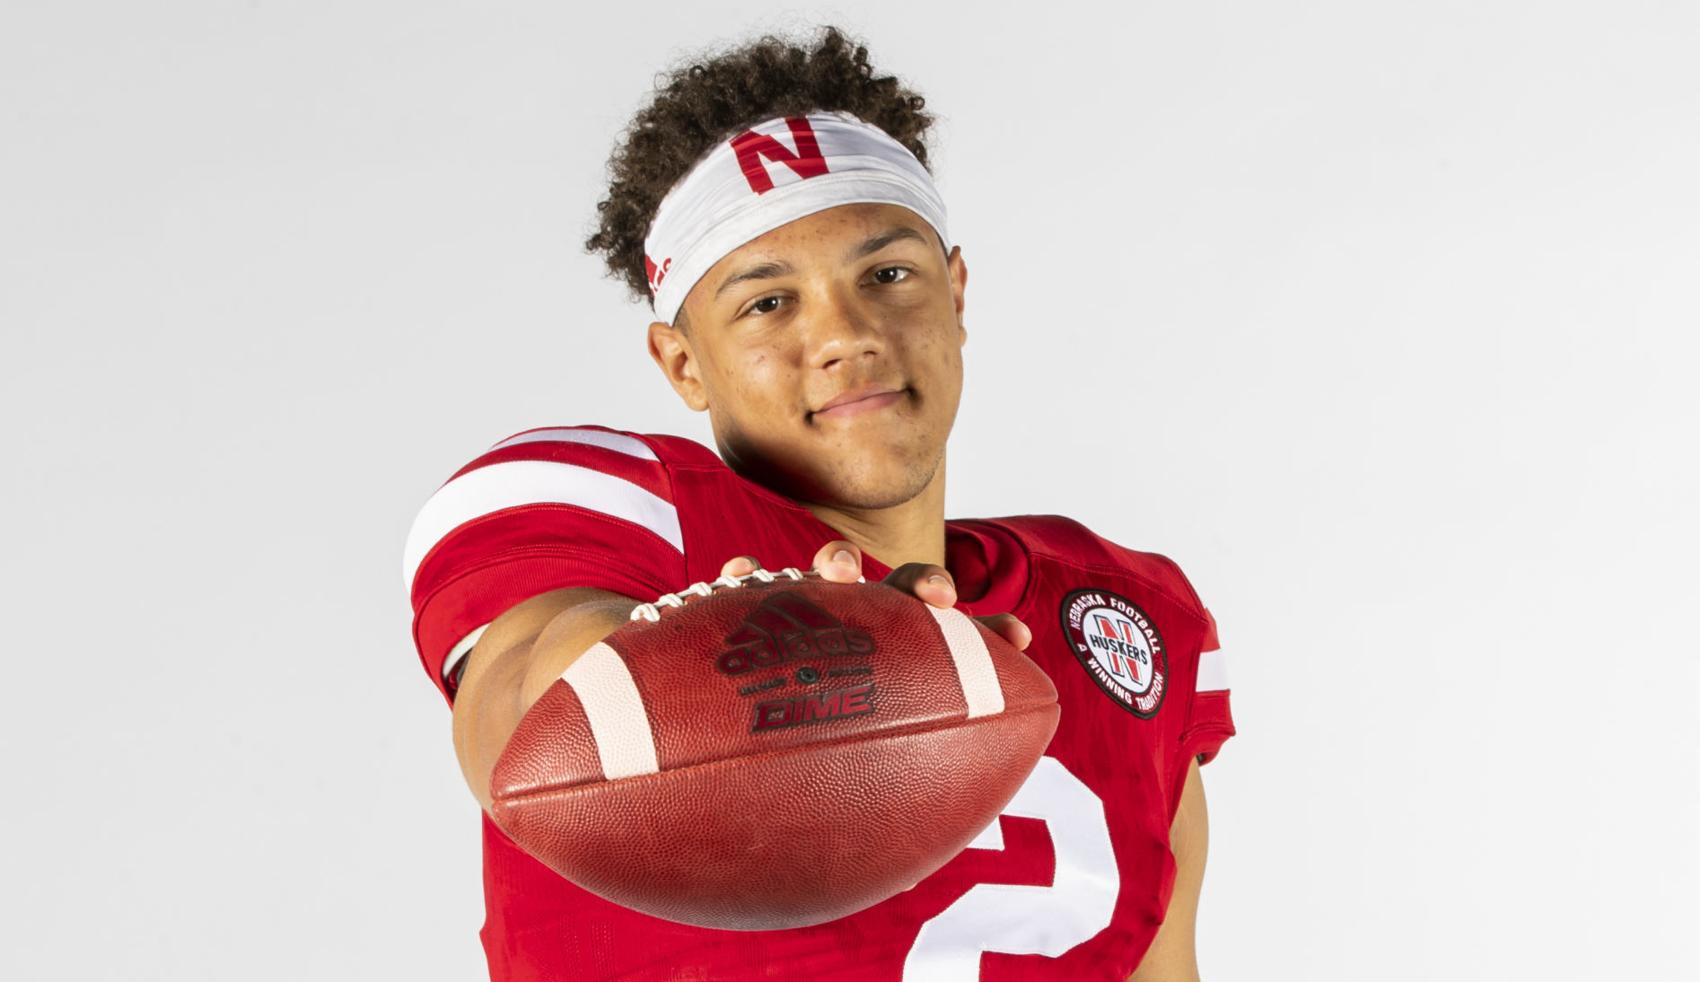 N
adidas
DIME
NEBRASKA FOOTBALL
N
HUSKERS
A WINNING TRADITION
2